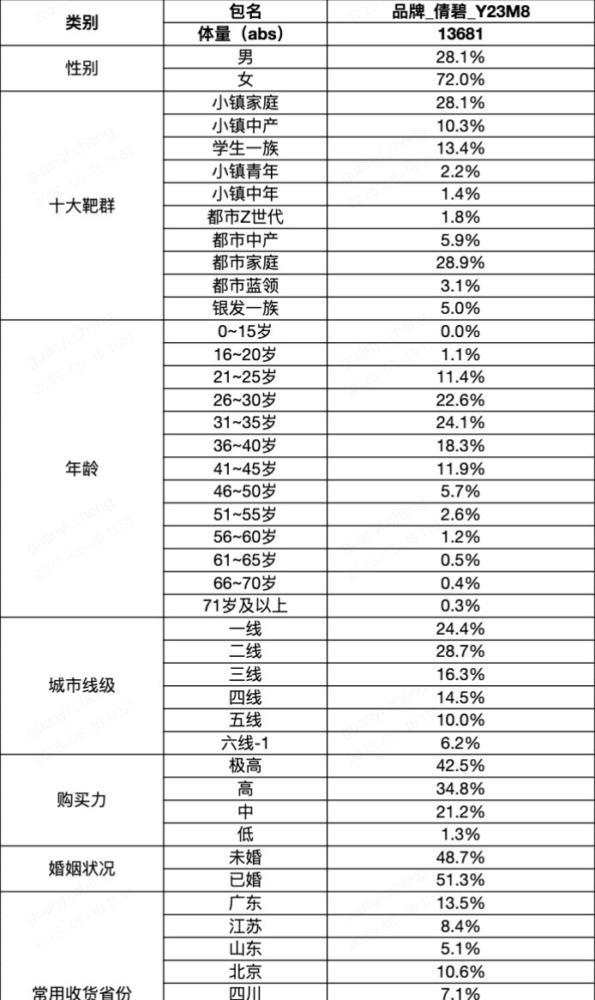 类别 包名 品牌_倩碧_Y23M8
体量（abs） 13681
性别 男 28.1%
女 72.0%
十大靶群 小镇家庭 28.1%
小镇中产 10.3%
学生一族 13.4%
小镇青年 2.2%
小镇中年 1.4%
都市Z世代 1.8%
都市中产 5.9%
都市家庭 28.9%
都市蓝领 3.1%
银发一族 5.0%
年龄 0~15岁 0.0%
16~20岁 1.1%
21~25岁 11.4%
26~30岁 22.6%
31~35岁 24.1%
36~40岁 18.3%
41~45岁 11.9%
46~50岁 5.7%
51~55岁 2.6%
56~60岁 1.2%
61~65岁 0.5%
66~70岁 0.4%
71岁及以上 0.3%
城市线级 一线 24.4%
二线 28.7%
三线 16.3%
四线 14.5%
五线 10.0%
六线-1 6.2%
购买力 极高 42.5%
高 34.8%
中 21.2%
低 1.3%
婚姻状况 未婚 48.7%
已婚 51.3%
常用收货省份 广东 13.5%
江苏 8.4%
山东 5.1%
北京 10.6%
四川 7.1%
guanyi.cheng
2025-05-16 11:51